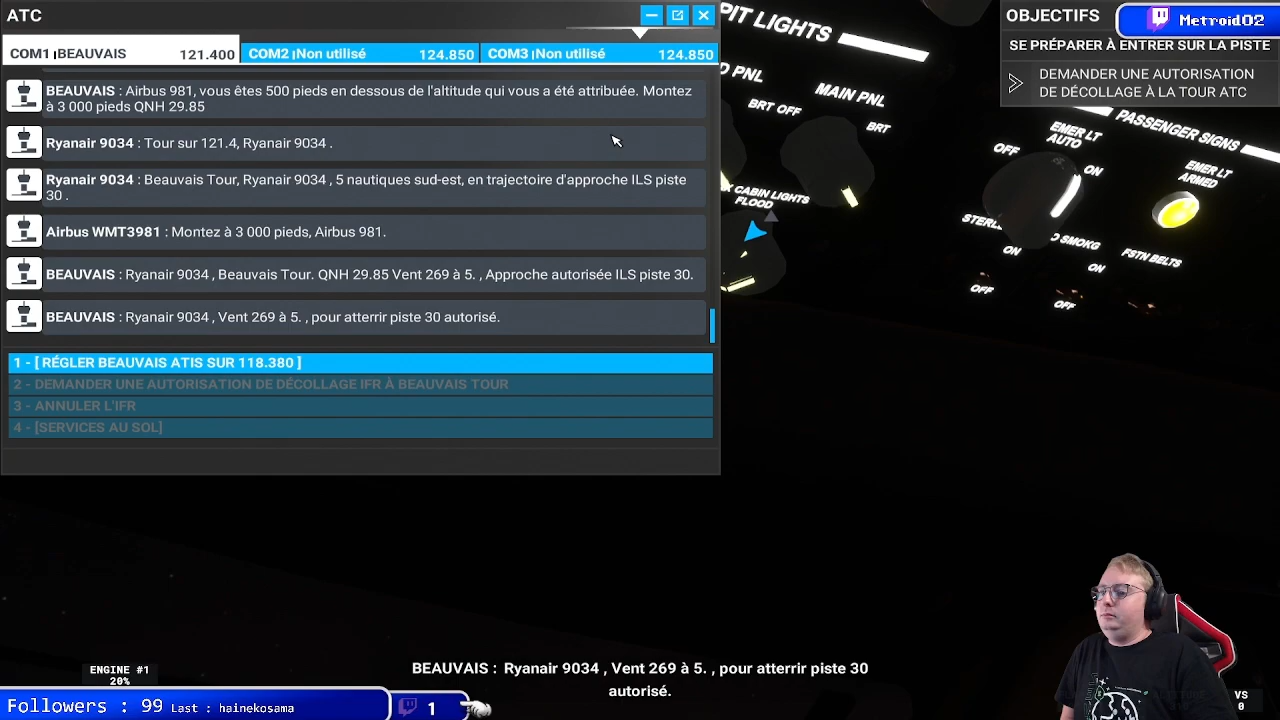 ATC
COM1 BEAUVAIS 121.400
COM2 Non utilisé 124.850
COM3 Non utilisé 124.850
BEAUVAIS : Airbus 981, vous êtes 500 pieds en dessous de l'altitude qui vous a été attribuée. Montez
à 3 000 pieds QNH 29.85
Ryanair 9034 : Tour sur 121.4, Ryanair 9034 .
Ryanair 9034 : Beauvais Tour, Ryanair 9034 , 5 nautiques sud-est, en trajectoire d'approche ILS piste
30 .
Airbus WMT3981 : Montez à 3 000 pieds, Airbus 981.
BEAUVAIS : Ryanair 9034 , Beauvais Tour. QNH 29.85 Vent 269 à 5. , Approche autorisée ILS piste 30.
BEAUVAIS : Ryanair 9034 , Vent 269 à 5. , pour atterrir piste 30 autorisé.
1 - [ RÉGLER BEAUVAIS ATIS SUR 118.380 ]
2 - DEMANDER UNE AUTORISATION DE DÉCOLLAGE IFR À BEAUVAIS TOUR
3 - ANNULER L'IFR
4 - [SERVICES AU SOL]
OBJECTIFS
Metroid02
SE PRÉPARER À ENTRER SUR LA PISTE
DEMANDER UNE AUTORISATION
DE DÉCOLLAGE À LA TOUR ATC
PIT LIGHTS
PNL
BRT OFF
MAIN PNL
BRT
CABIN LIGHTS
FLOOD
PASSENGER SIGNS
EMER LT
AUTO
OFF
ON
EMER LT
ARMED
ON
SMOKG
ON
FSTN BELTS
OFF
OFF
BEAUVAIS : Ryanair 9034 , Vent 269 à 5. , pour atterrir piste 30
autorisé.
ENGINE #1
20%
Followers : 99 Last : hainekosama
1
VS
0